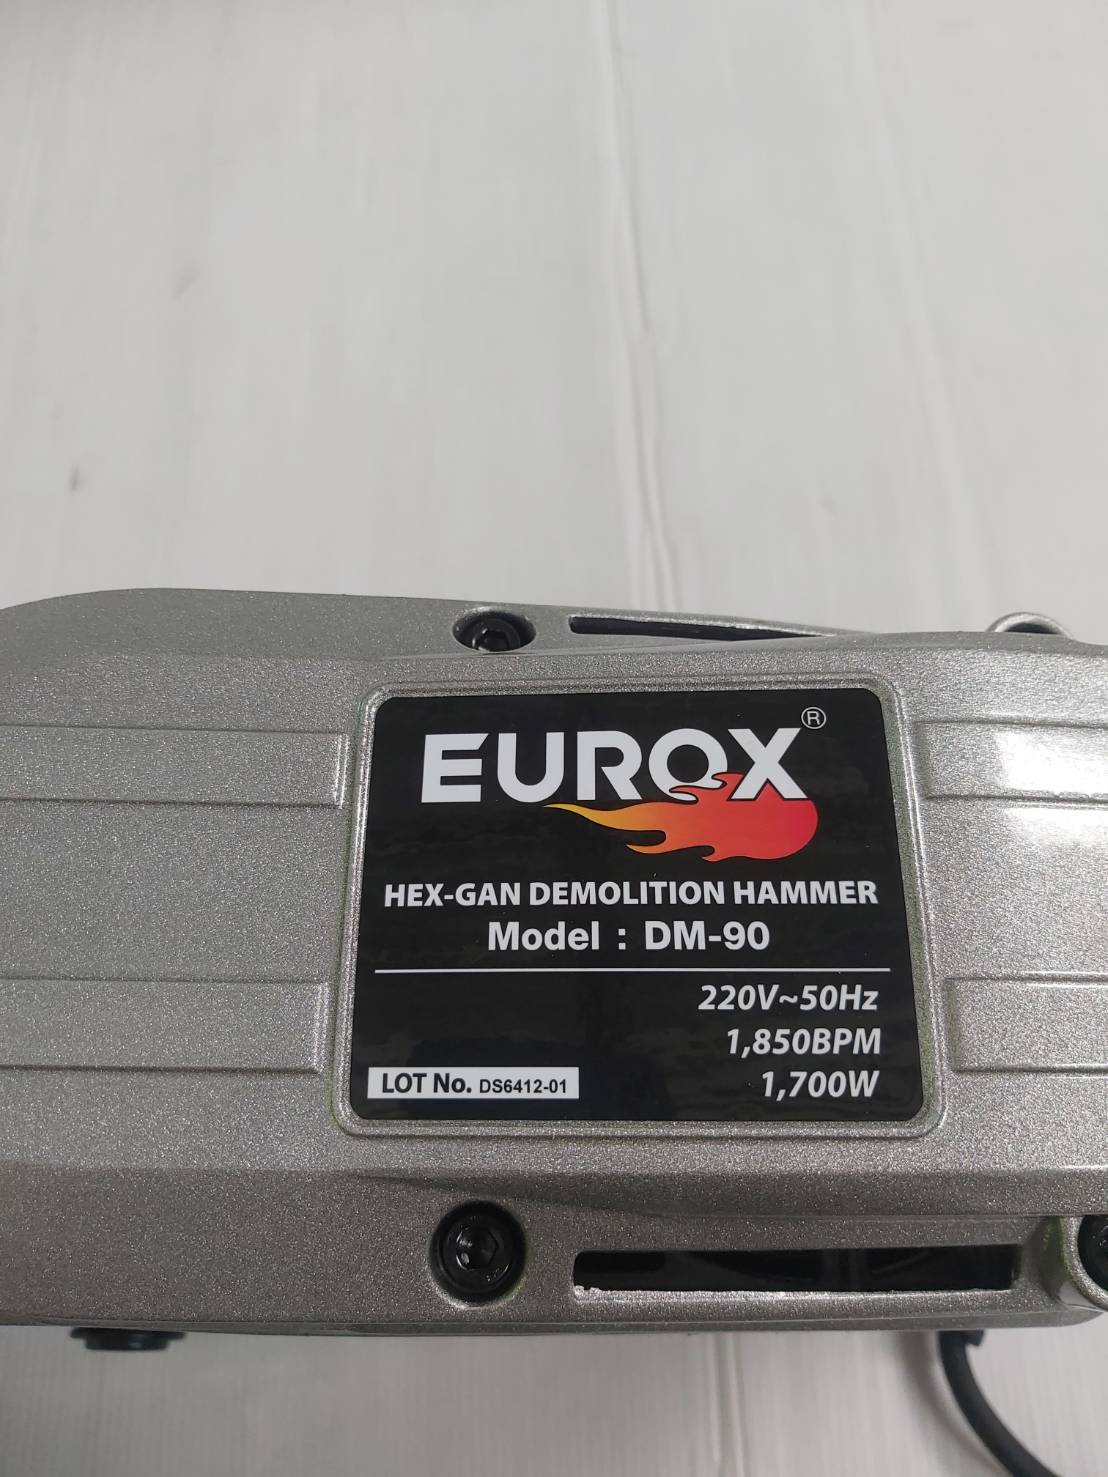 EUROX®
HEX-GAN DEMOLITION HAMMER
Model : DM-90
220V~50Hz
1,850BPM
1,700W
LOT No. DS6412-01